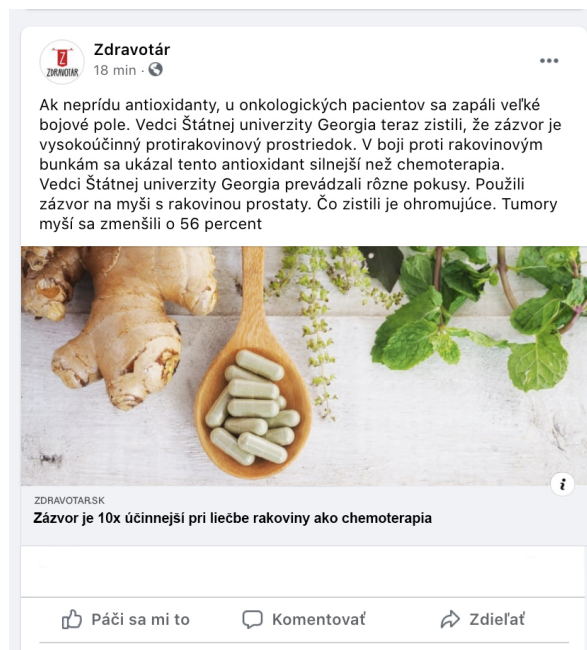 Zdravotár
18 min ·
Z
ZDRAVOTÁR
Ak neprídu antioxidanty, u onkologických pacientov sa zapáli veľké
bojové pole. Vedci Štátnej univerzity Georgia teraz zistili, že zázvor je
vysokoúčinný protirakovinový prostriedok. V boji proti rakovinovým
bunkám sa ukázal tento antioxidant silnejší než chemoterapia.
Vedci Štátnej univerzity Georgia prevádzali rôzne pokusy. Použili
zázvor na myši s rakovinou prostaty. Čo zistili je ohromujúce. Tumory
myší sa zmenšili o 56 percent
i
ZDRAVOTAR.SK
Zázvor je 10x účinnejší pri liečbe rakoviny ako chemoterapia
Páči sa mi to
Komentovať
Zdieľať